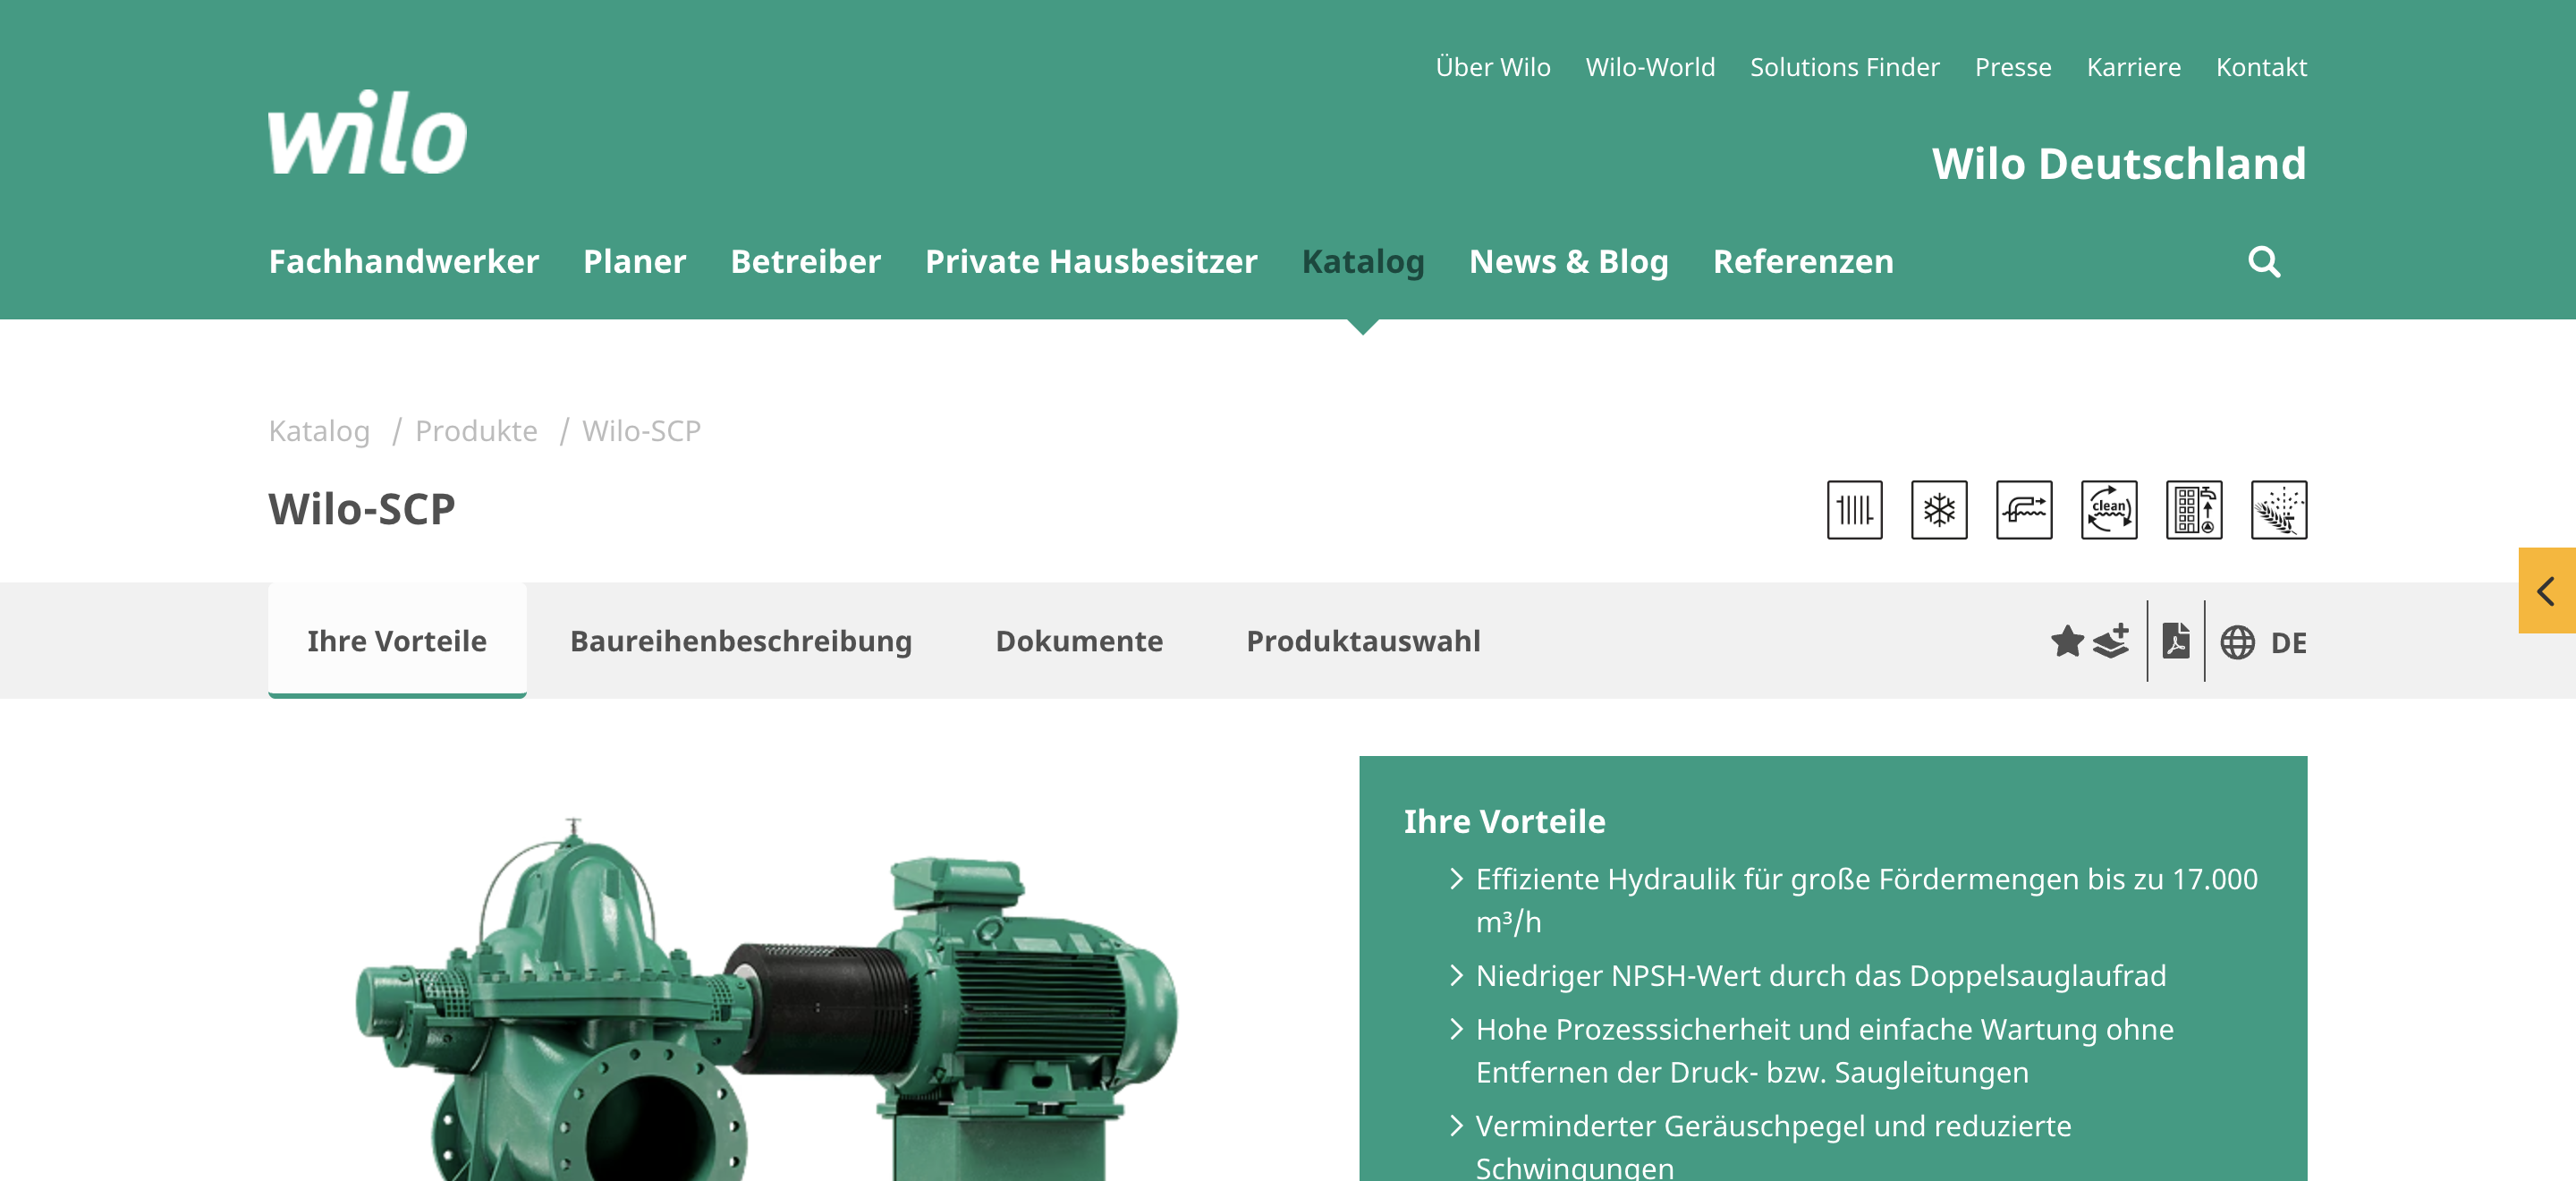 Über Wilo Wilo-World Solutions Finder Presse Karriere Kontakt
wilo
Wilo Deutschland
Fachhandwerker Planer Betreiber Private Hausbesitzer Katalog News & Blog Referenzen
Katalog / Produkte / Wilo-SCP
Wilo-SCP
clean
Ihre Vorteile Baureihenbeschreibung Dokumente Produktauswahl DE
Ihre Vorteile
Effiziente Hydraulik für große Fördermengen bis zu 17.000
m³/h
Niedriger NPSH-Wert durch das Doppelsauglaufrad
Hohe Prozesssicherheit und einfache Wartung ohne
Entfernen der Druck- bzw. Saugleitungen
Verminderter Geräuschpegel und reduzierte
Schwingungen